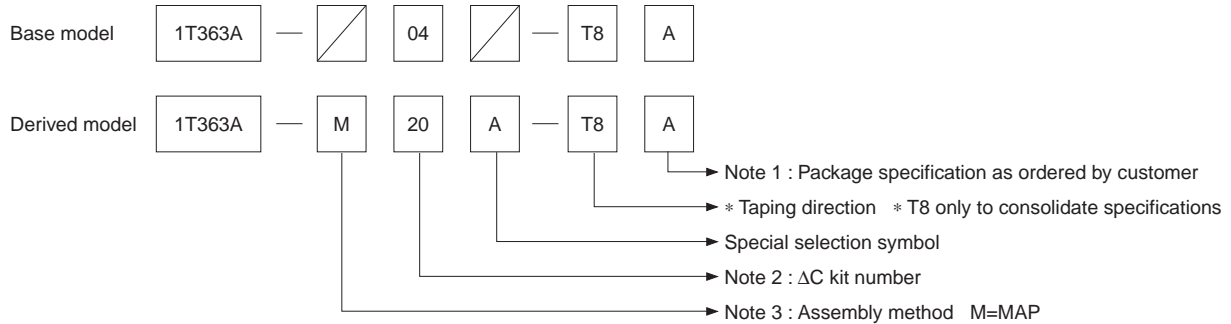 Base model 1T363A — 04 — T8 A
Derived model 1T363A — M 20 A — T8 A
Note 1 : Package specification as ordered by customer
∗ Taping direction ∗ T8 only to consolidate specifications
Special selection symbol
Note 2 : ΔC kit number
Note 3 : Assembly method M=MAP